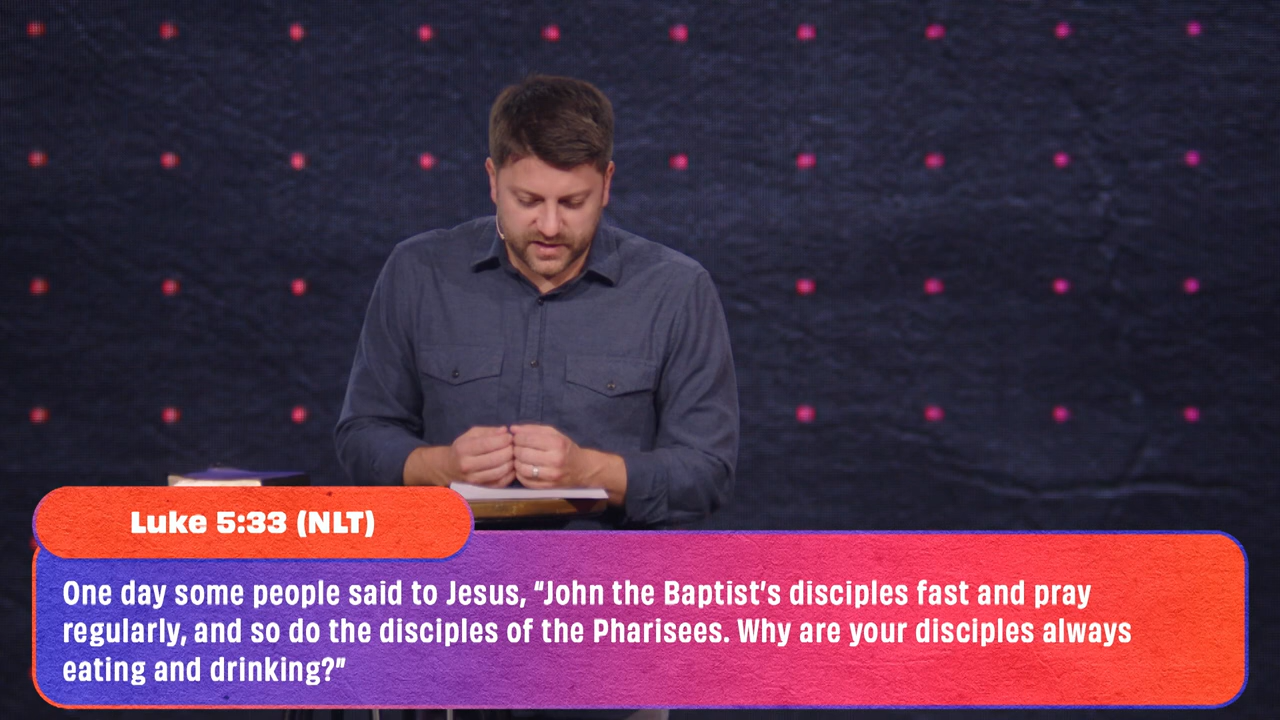 Luke 5:33 (NLT)
One day some people said to Jesus, “John the Baptist’s disciples fast and pray
regularly, and so do the disciples of the Pharisees. Why are your disciples always
eating and drinking?”